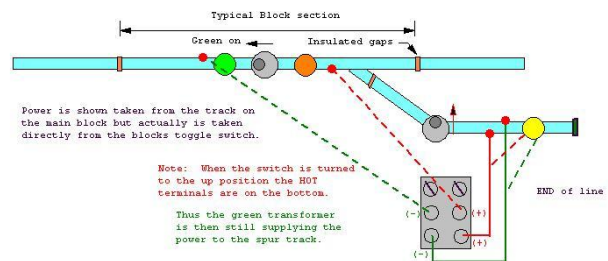 Typical Block section
Green on
Insulated gaps
Power is shown taken from the track on
the main block but actually is taken
directly from the blocks toggle switch.
Note: When the switch is turned
to the up position the HOT
terminals are on the bottom.
END of line
Thus the green transformer
is then still supplying the
power to the spur track.
(-)
(+)
(+)
(-)